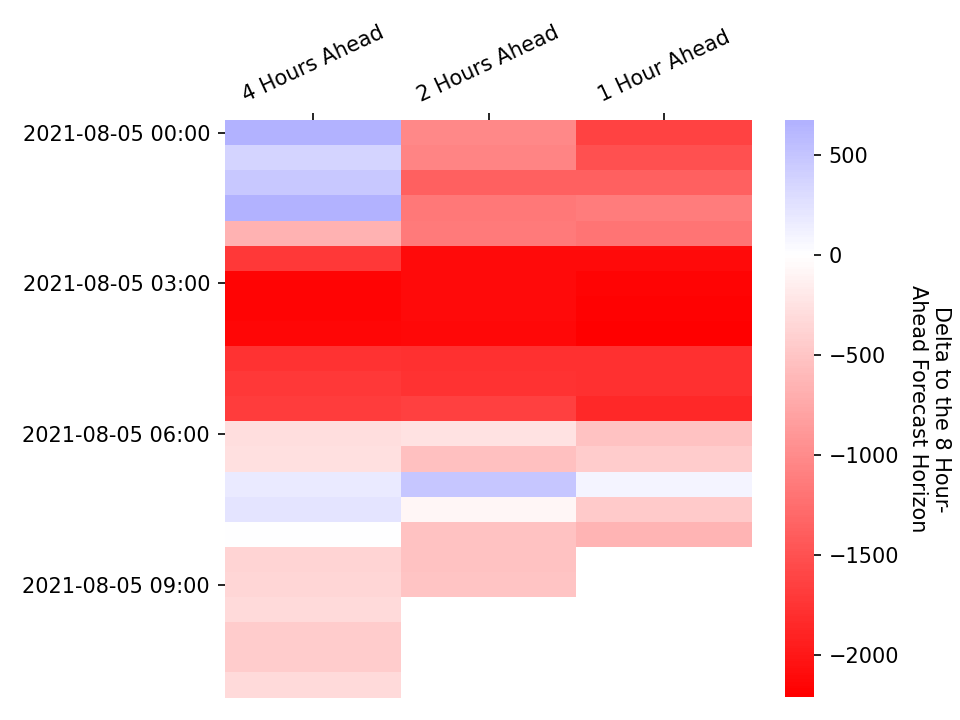 4 Hours Ahead
2 Hours Ahead
1 Hour Ahead
2021-08-05 00:00
2021-08-05 03:00
2021-08-05 06:00
2021-08-05 09:00
500
0
−500
−1000
−1500
−2000
Delta to the 8 Hour-
Ahead Forecast Horizon